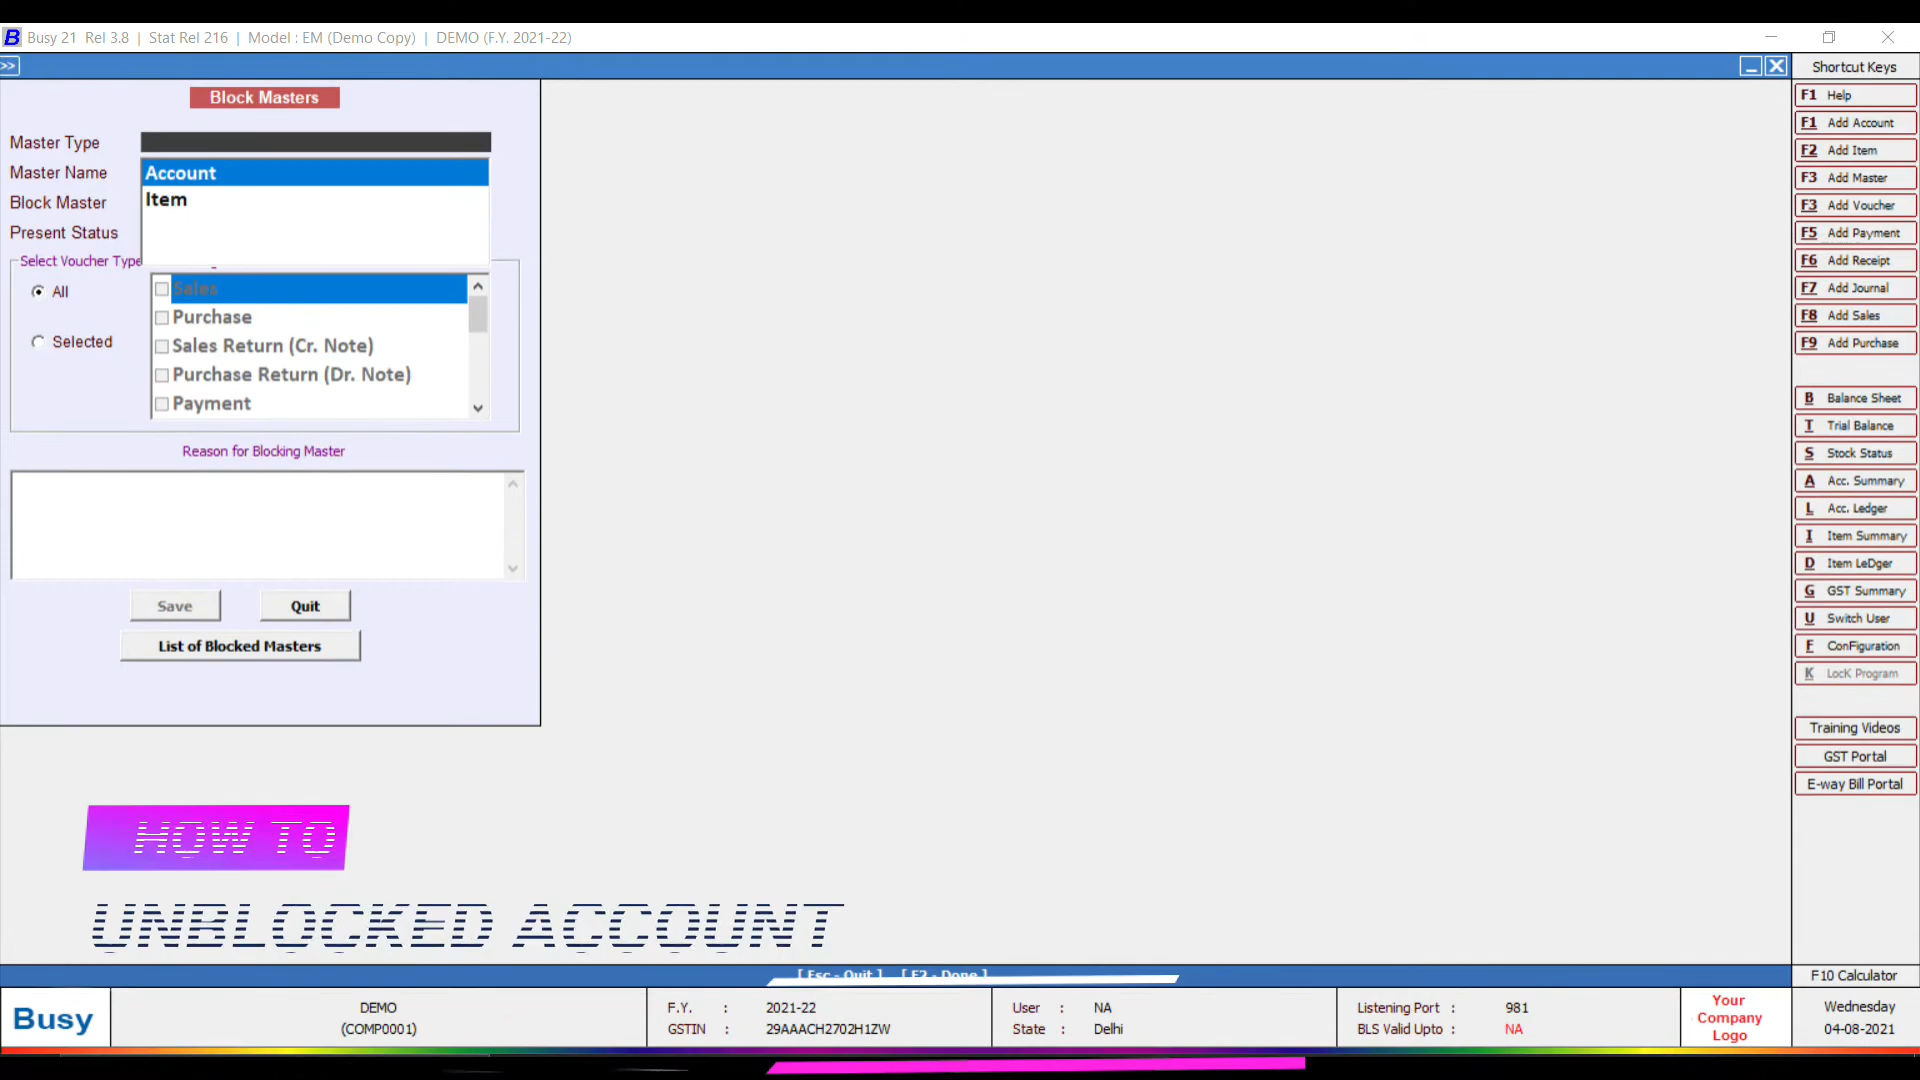 Busy 21 Rel 3.8 | Stat Rel 216 | Model : EM (Demo Copy) | DEMO (F.Y. 2021-22)
>>
Block Masters
Master Type
Master Name
Account
Block Master
Item
Present Status
Select Voucher Type
All
Sales
Purchase
Selected
Sales Return (Cr. Note)
Purchase Return (Dr. Note)
Payment
Reason for Blocking Master
Save Quit
List of Blocked Masters
Shortcut Keys
F1 Help
F1 Add Account
F2 Add Item
F3 Add Master
F3 Add Voucher
F5 Add Payment
F6 Add Receipt
F7 Add Journal
F8 Add Sales
F9 Add Purchase
B Balance Sheet
T Trial Balance
S Stock Status
A Acc. Summary
L Acc. Ledger
I Item Summary
D Item LeDger
G GST Summary
U Switch User
F ConFiguration
K LocK Program
Training Videos
GST Portal
E-way Bill Portal
HOW TO
UNBLOCKED ACCOUNT
[ Esc - Quit ] [ F2 - Done ]
F10 Calculator
Busy
DEMO
(COMP0001)
F.Y. : 2021-22
GSTIN : 29AAACH2702H1ZW
User : NA
State : Delhi
Listening Port : 981
BLS Valid Upto : NA
Your
Company
Logo
Wednesday
04-08-2021